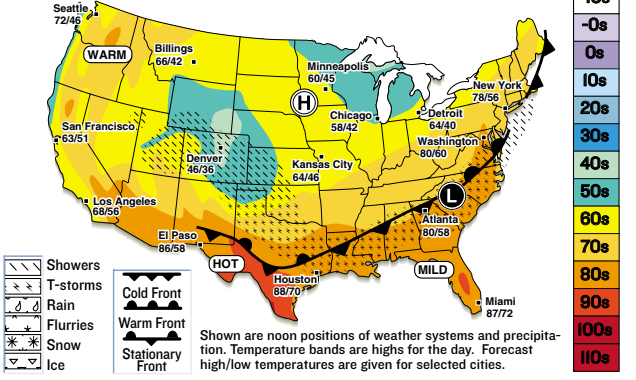 -10s
-0s
0s
10s
20s
30s
40s
50s
60s
70s
80s
90s
100s
110s
Seattle
72/46
WARM
Billings
66/42
Minneapolis
60/45
H
New York
78/56
Chicago
58/42
Detroit
64/40
San Francisco
63/51
Washington
80/60
Denver
46/36
Kansas City
64/46
Los Angeles
68/56
L
Atlanta
80/58
El Paso
86/58
HOT
MILD
Houston
88/70
Miami
87/72
Showers
T-storms
Rain
Flurries
Snow
Ice
Cold Front
Warm Front
Stationary
Front
Shown are noon positions of weather systems and precipita-
tion. Temperature bands are highs for the day. Forecast
high/low temperatures are given for selected cities.